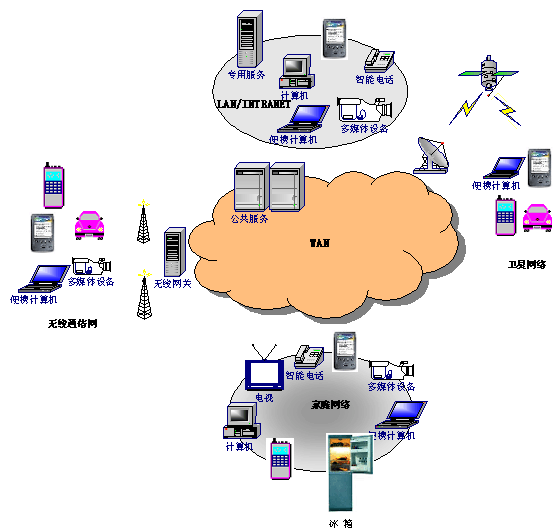 专用服务
智能电话
计算机
LAN/INTRANET
便携计算机
多媒体设备
便携计算机
公共服务
WAN
卫星网络
无线网关
多媒体设备
便携计算机
无线通络网
智能电话
电视
多媒体设备
家庭网络
便携计算机
计算机
冰 箱